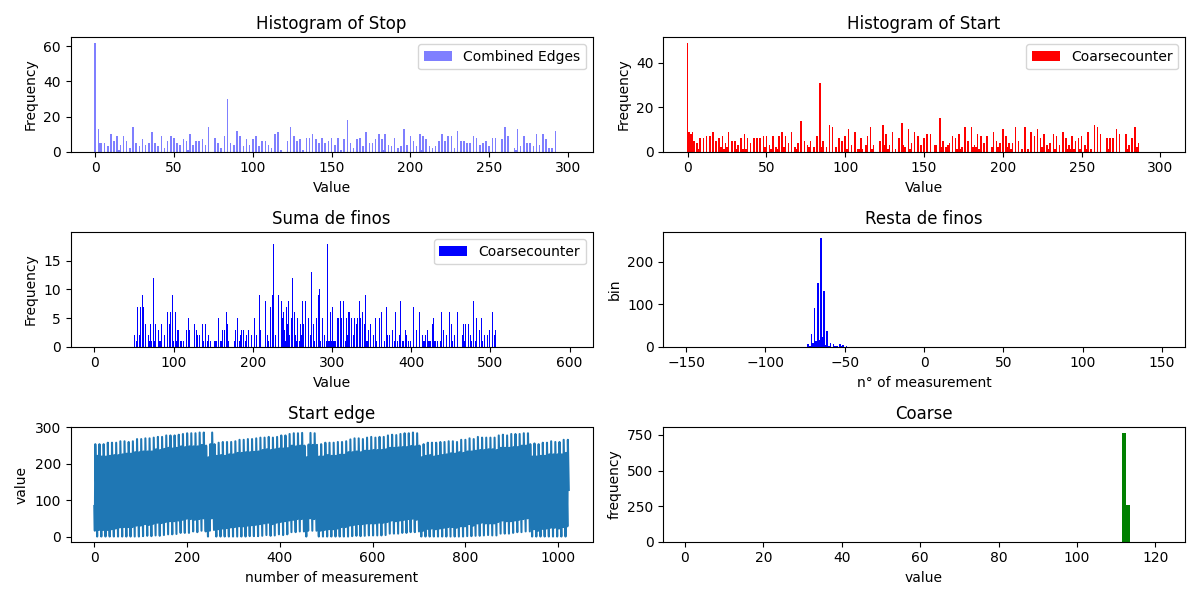 Histogram of Stop
Frequency
60
40
20
0
Combined Edges
0 50 100 150 200 250 300
Value
Histogram of Start
Frequency
40
20
0
Coarsecounter
0 50 100 150 200 250 300
Value
Suma de finos
Frequency
15
10
5
0
Coarsecounter
0 100 200 300 400 500 600
Value
Resta de finos
bin
200
100
0
−150 −100 −50 0 50 100 150
n° of measurement
Start edge
value
300
200
100
0
0 200 400 600 800 1000
number of measurement
Coarse
frequency
750
500
250
0
0 20 40 60 80 100 120
value